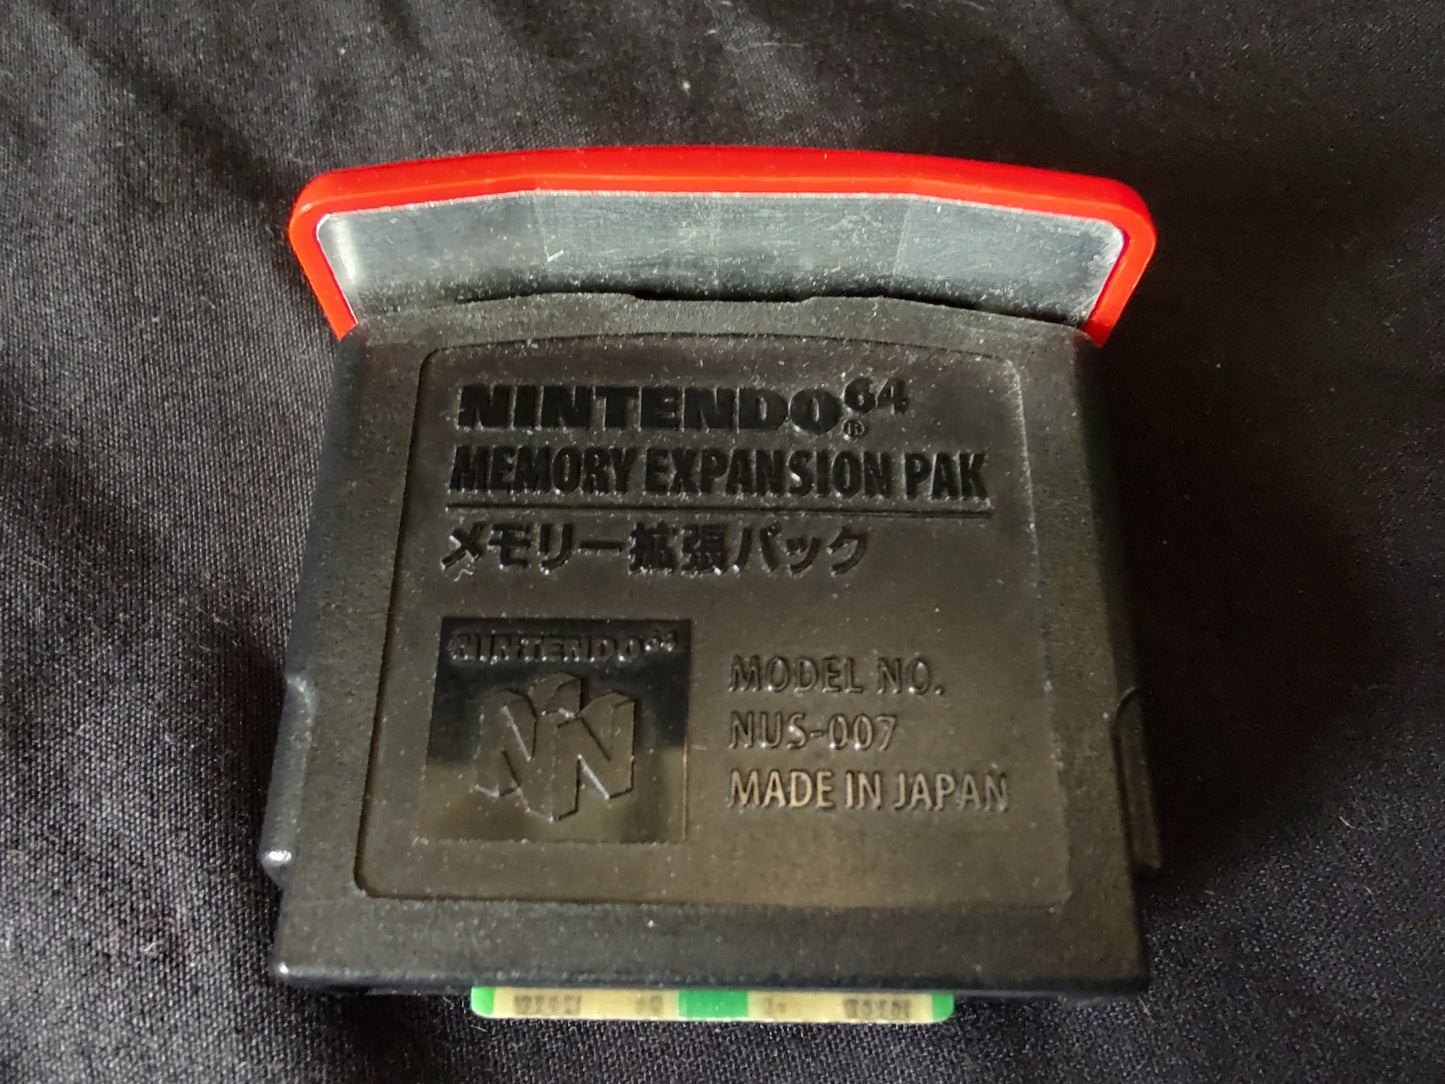 NINTENDO64®
MEMORY EXPANSION PAK
メモリー拡張パック
NINTENDO64
MODEL NO.
NUS-007
MADE IN JAPAN